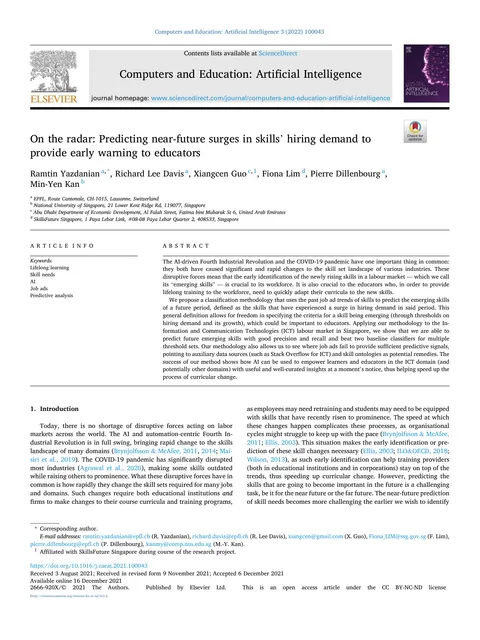 Computers and Education: Artificial Intelligence 3 (2022) 100043
Contents lists available at ScienceDirect
Computers and Education: Artificial Intelligence
journal homepage: www.sciencedirect.com/journal/computers-and-education-artificial-intelligence
ELSEVIER
Check for updates
On the radar: Predicting near-future surges in skills' hiring demand to
provide early warning to educators
Ramtin Yazdanian a,*, Richard Lee Davis a, Xiangcen Guo c,1, Fiona Lim d, Pierre Dillenbourg a,
Min-Yen Kan b
a EPFL, Route Cantonale, CH-1015, Lausanne, Switzerland
b National University of Singapore, 21 Lower Kent Ridge Rd, 119077, Singapore
c Abu Dhabi Department of Economic Development, Al Falah Street, Fatima bint Mubarak St 6, United Arab Emirates
d SkillsFuture Singapore, 1 Paya Lebar Link, #08-08 Paya Lebar Quarter 2, 408533, Singapore
ARTICLE INFO
Keywords
Lifelong learning
Skill needs
AI
Job ads
Predictive analysis
ABSTRACT
The AI-driven Fourth Industrial Revolution and the COVID-19 pandemic have one important thing in common:
they both have caused significant and rapid changes to the skill set landscape of various industries. These
disruptive forces mean that the early identification of the newly rising skills in a labour market — which we call
its "emerging skills" — is crucial to its workforce. It is also crucial to the educators who, in order to provide
lifelong training to the workforce, need to quickly adapt their curricula to the new skills.
We propose a classification methodology that uses the past job ad trends of skills to predict the emerging skills
of a future period, defined as the skills that have experienced a surge in hiring demand in said period. This
general definition allows for freedom in specifying the criteria for a skill being emerging (through thresholds on
hiring demand and its growth), which could be important to educators. Applying our methodology to the In-
formation and Communication Technologies (ICT) labour market in Singapore, we show that we are able to
predict future emerging skills with good precision and recall and beat two baseline classifiers for multiple
threshold sets. Our methodology also allows us to see where job ads fail to provide sufficient predictive signals,
pointing to auxiliary data sources (such as Stack Overflow for ICT) and skill ontologies as potential remedies. The
success of our method shows how AI can be used to empower learners and educators in the ICT domain (and
potentially other domains) with useful and well-curated insights at a moment's notice, thus helping speed up the
process of curricular change.
1. Introduction
Today, there is no shortage of disruptive forces acting on labor
markets across the world. The AI and automation-centric Fourth In-
dustrial Revolution is in full swing, bringing rapid change to the skills
landscape of many domains (Brynjolfsson & McAfee, 2011, 2014; Mai-
siri et al., 2019). The COVID-19 pandemic has significantly disrupted
most industries (Agrawal et al., 2020), making some skills outdated
while raising others to prominence. What these disruptive forces have in
common is how rapidly they change the skill set required for many jobs
and domains. Such changes require both educational institutions and
firms to make changes to their course curricula and training programs,
as employees may need retraining and students may need to be equipped
with skills that have recently risen to prominence. The speed at which
these changes happen complicates these processes, as organisational
cycles might struggle to keep up with the pace (Brynjolfsson & McAfee,
2011; Ellis, 2003). This situation makes the early identification or pre-
diction of these skill changes necessary (Ellis, 2003; ILO&OECD, 2018;
Wilson, 2013), as such early identification can help training providers
(both in educational institutions and in corporations) stay on top of the
trends, thus speeding up curricular change. However, predicting the
skills that are going to become important in the future is a challenging
task, be it for the near future or the far future. The near-future prediction
of skill needs becomes more challenging the earlier we wish to identify
* Corresponding author.
E-mail addresses: ramtin.yazdanian@epfl.ch (R. Yazdanian), richard.davis@epfl.ch (R. Lee Davis), xiangcen@gmail.com (X. Guo), Fiona_LIM@ssg.gov.sg (F. Lim),
pierre.dillenbourg@epfl.ch (P. Dillenbourg), kanmy@comp.nus.edu.sg (M.-Y. Kan).
1 Affiliated with SkillsFuture Singapore during course of the research project.
https://doi.org/10.1016/j.caeai.2021.100043
Received 3 August 2021; Received in revised form 9 November 2021; Accepted 6 December 2021
Available online 16 December 2021
2666-920X/© 2021 The Authors. Published by Elsevier Ltd. This is an open access article under the CC BY-NC-ND license